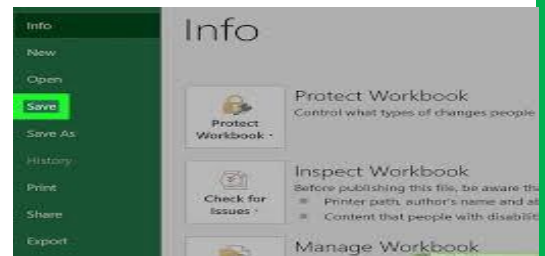 Info
New
Open
Save
Save As
History
Print
Share
Export
Info
Protect Workbook
Control what types of changes people
Protect
Workbook
Inspect Workbook
Before publishing this file, be aware tha
Printer path, author's name and ab
Content that people with disabilit
Check for
Issues
Manage Workbook